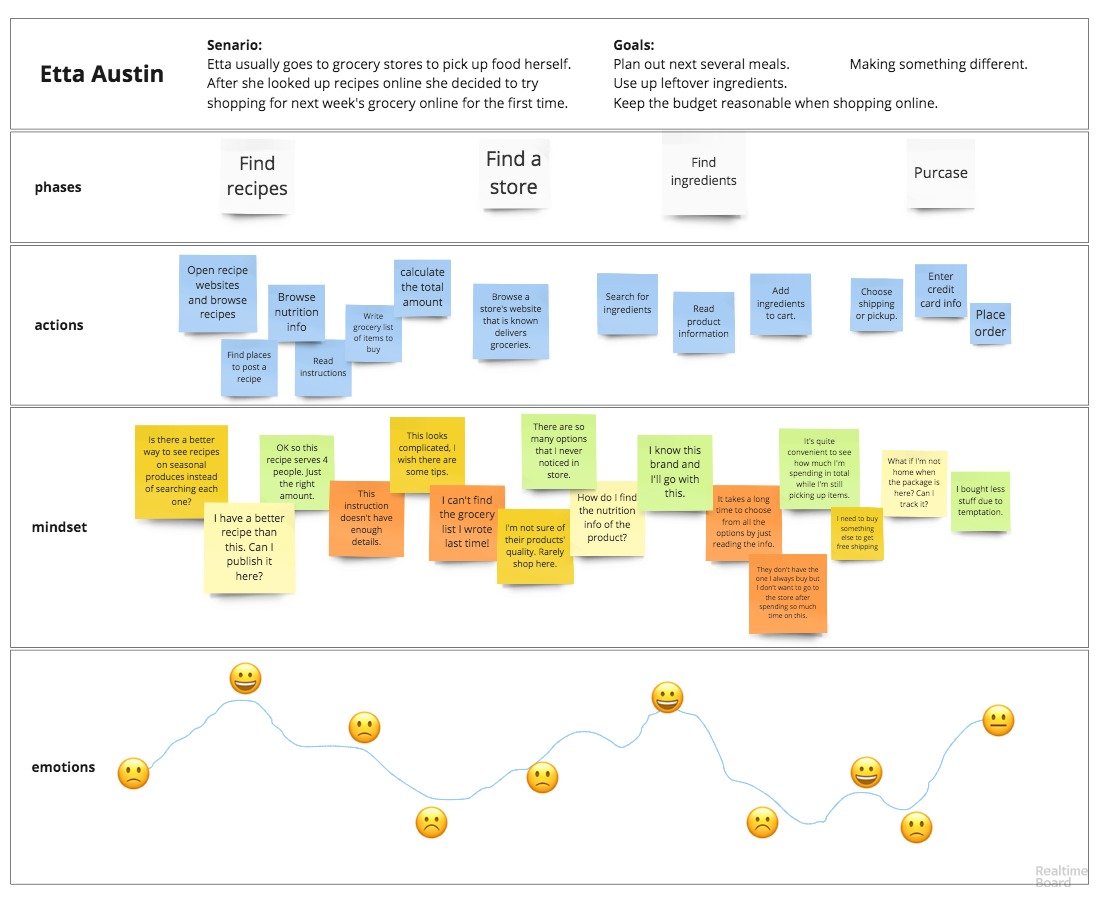 Etta Austin
Senario:
Etta usually goes to grocery stores to pick up food herself.
After she looked up recipes online she decided to try
shopping for next week's grocery online for the first time.
Goals:
Plan out next several meals.
Making something different.
Use up leftover ingredients.
Keep the budget reasonable when shopping online.
phases
Find
recipes
Find a
store
Find
ingredients
Purcase
actions
Open recipe
websites
and browse
recipes
Find places
to post a
recipe
Browse
nutrition
info
Read
instructions
Write
grocery list
of items to
buy
calculate
the total
amount
Browse a
store's website
that is known
delivers
groceries.
Search for
ingredients
Read
product
information
Add
ingredients
to cart.
Choose
shipping
or pickup.
Enter
credit
card info
Place
order
mindset
Is there a better
way to see recipes
on seasonal
produces instead
of searching each
one?
I have a better
recipe than
this. Can I
publish it
here?
OK so this
recipe serves 4
people. Just
the right
amount.
This
instruction
doesn't have
enough
details.
This looks
complicated, I
wish there are
some tips.
I can't find
the grocery
list I wrote
last time!
I'm not sure of
their products'
quality. Rarely
shop here.
There are so
many options
that I never
noticed in
store.
How do I find
the nutrition
info of the
product?
I know this
brand and
I'll go with
this.
It takes a long
time to choose
from all the
options by just
reading the info.
They don't have the
one I always buy but
I don't want to go to
the store after
spending so much
time on this.
It's quite
convenient to see
how much I'm
spending in total
while I'm still
picking up items.
I need to buy
something
else to get
free shipping
What if I'm not
home when
the package is
here? Can I
track it?
I bought less
stuff due to
temptation.
emotions
Realtime
Board